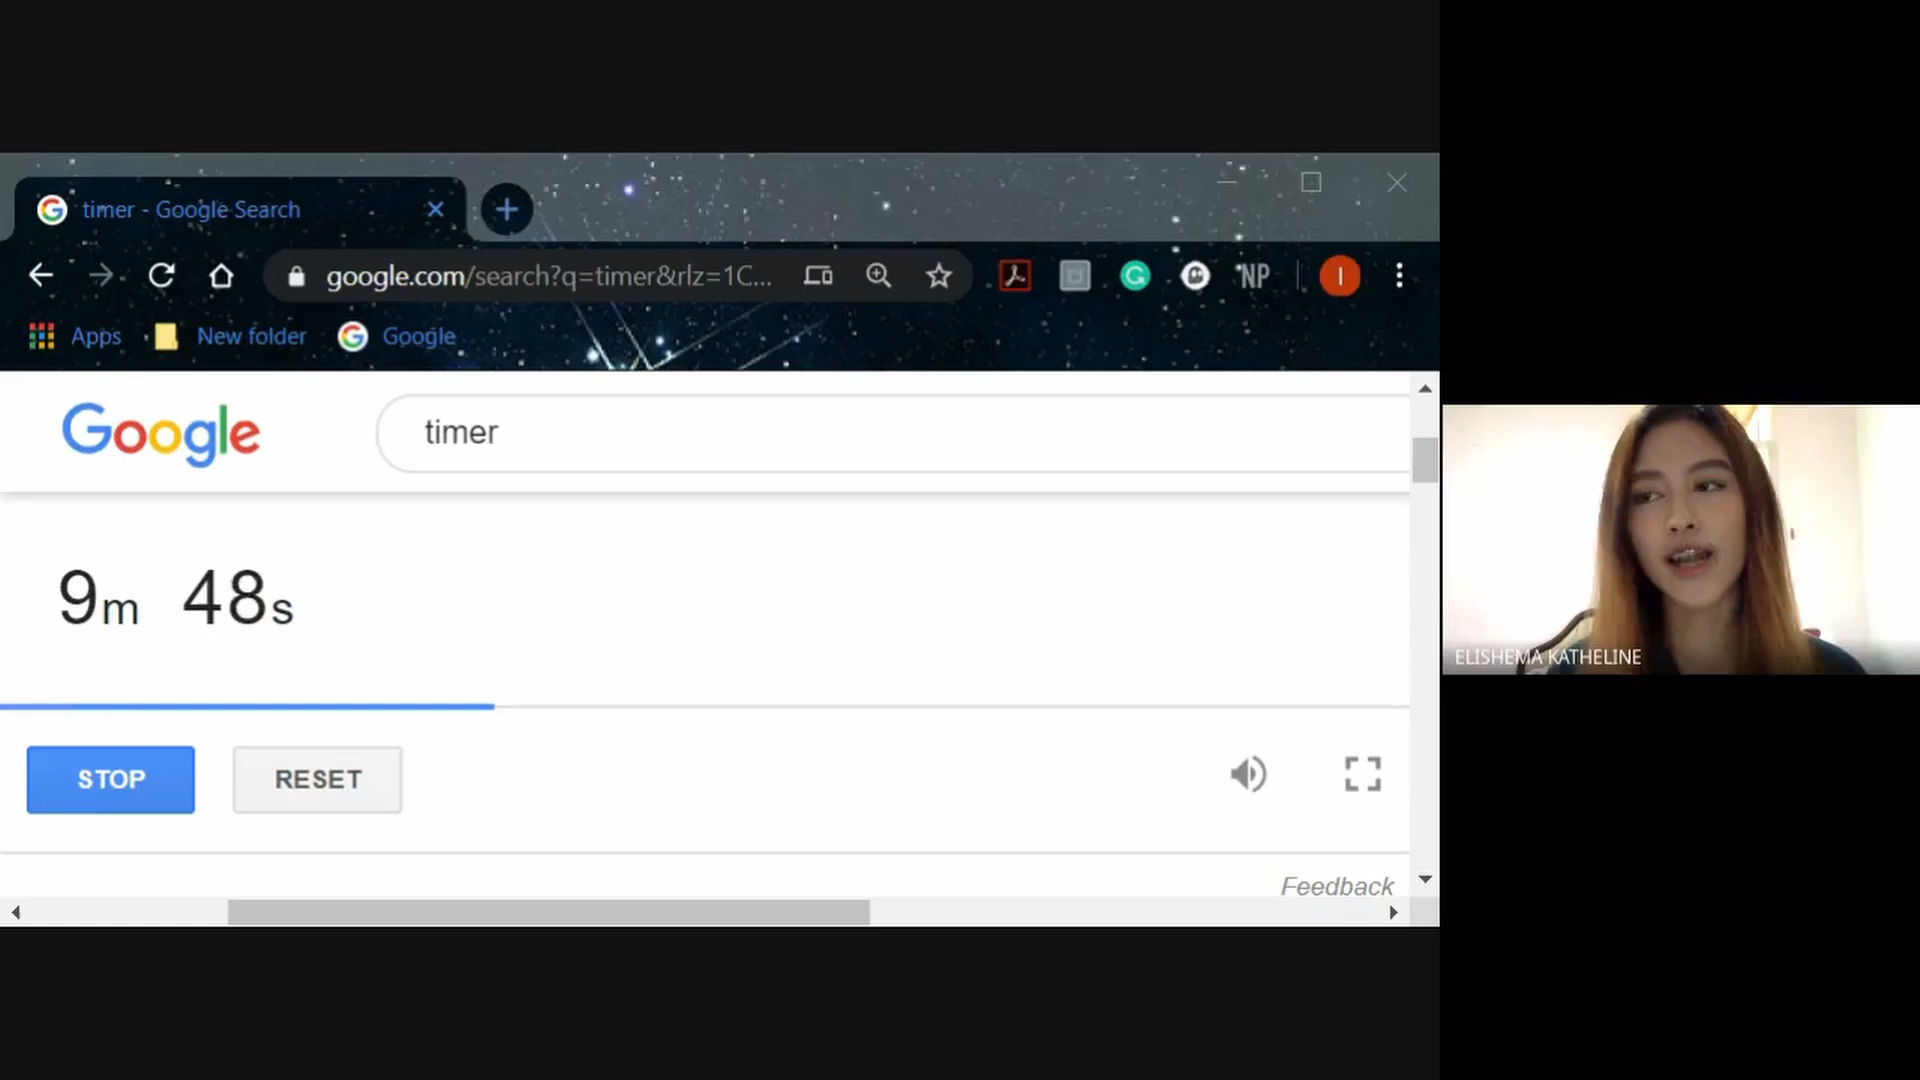 timer - Google Search
google.com/search?q=timer&rlz=1C...
NP
I
Apps
New folder
Google
Google
timer
9m 48s
STOP
RESET
Feedback
ELISHEMA KATHELINE